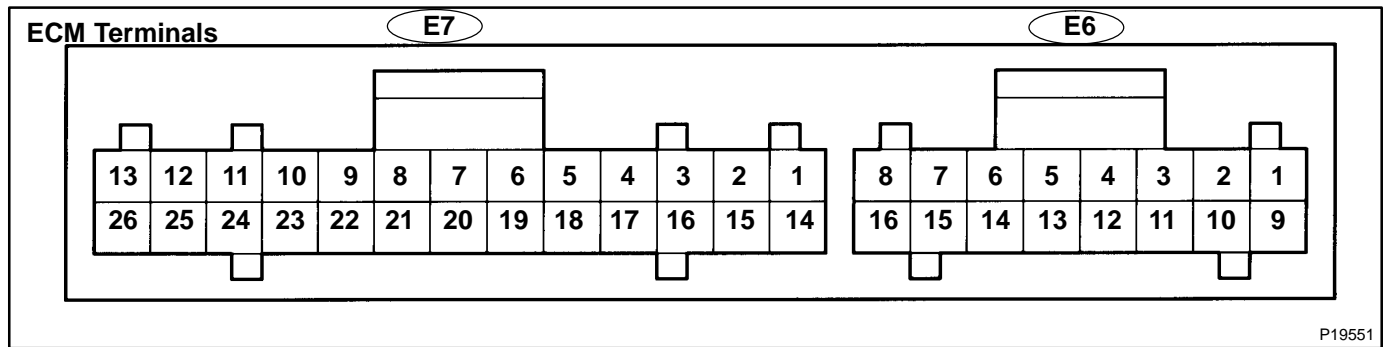 ECM Terminals E7 E6
13 12 11 10 9 8 7 6 5 4 3 2 1 8 7 6 5 4 3 2 1
26 25 24 23 22 21 20 19 18 17 16 15 14 16 15 14 13 12 11 10 9
P19551